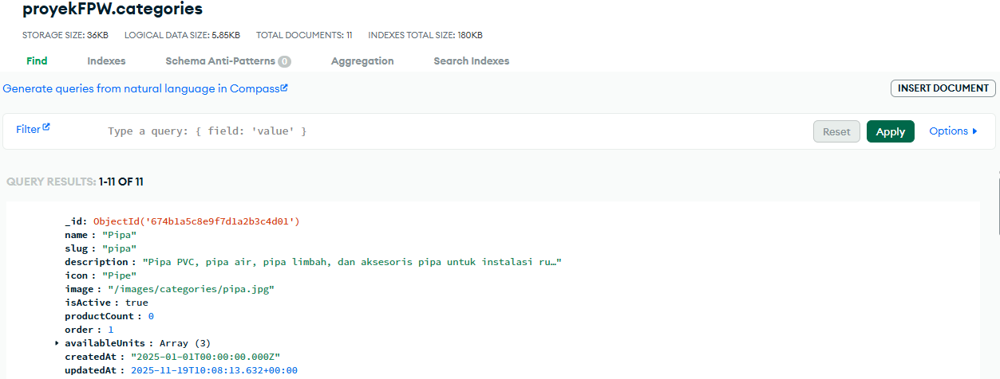 proyekFPW.categories
STORAGE SIZE: 36KB LOGICAL DATA SIZE: 5.85KB TOTAL DOCUMENTS: 11 INDEXES TOTAL SIZE: 180KB
Find Indexes Schema Anti-Patterns 0 Aggregation Search Indexes
Generate queries from natural language in Compass
INSERT DOCUMENT
Filter Type a query: { field: 'value' } Reset Apply Options
QUERY RESULTS: 1-11 OF 11
_id: ObjectId('674b1a5c8e9f7d1a2b3c4d01')
name : "Pipa"
slug : "pipa"
description : "Pipa PVC, pipa air, pipa limbah, dan aksesoris pipa untuk instalasi ru…"
icon : "Pipe"
image : "/images/categories/pipa.jpg"
isActive : true
productCount : 0
order : 1
availableUnits : Array (3)
createdAt : "2025-01-01T00:00:00.000Z"
updatedAt : 2025-11-19T10:08:13.632+00:00